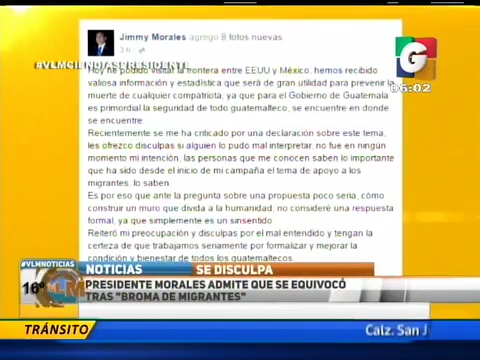 Jimmy Morales agregó 8 fotos nuevas
3 h
#VLMCIENDIASPRESIDENTE
G
06:02
Hoy he podido visitar la frontera entre EEUU y México, hemos recibido
valiosa información y estadística que será de gran utilidad para prevenir la
muerte de cualquier compatriota, ya que para el Gobierno de Guatemala
es primordial la seguridad de todo guatemalteco, se encuentre en donde
se encuentre.
Recientemente se me ha criticado por una declaración sobre este tema,
les ofrezco disculpas si alguien lo pudo mal interpretar, no fue en ningún
momento mi intención, las personas que me conocen saben lo importante
que ha sido desde el inicio de mi campaña el tema de apoyo a los
migrantes, lo saben.
Es por eso que ante la pregunta sobre una propuesta poco seria, cómo
construir un muro que divida a la humanidad, no consideré una respuesta
formal, ya que simplemente es un sinsentido.
Reitero mi preocupación y disculpas por el mal entendido y tengan la
certeza de que trabajamos seriamente por formalizar y mejorar la
condición y bienestar de todos los guatemaltecos
#VLMNOTICIAS
NOTICIAS
SE DISCULPA
16º
PRESIDENTE MORALES ADMITE QUE SE EQUIVOCÓ
TRAS "BROMA DE MIGRANTES"
TRÁNSITO
Calz. San J